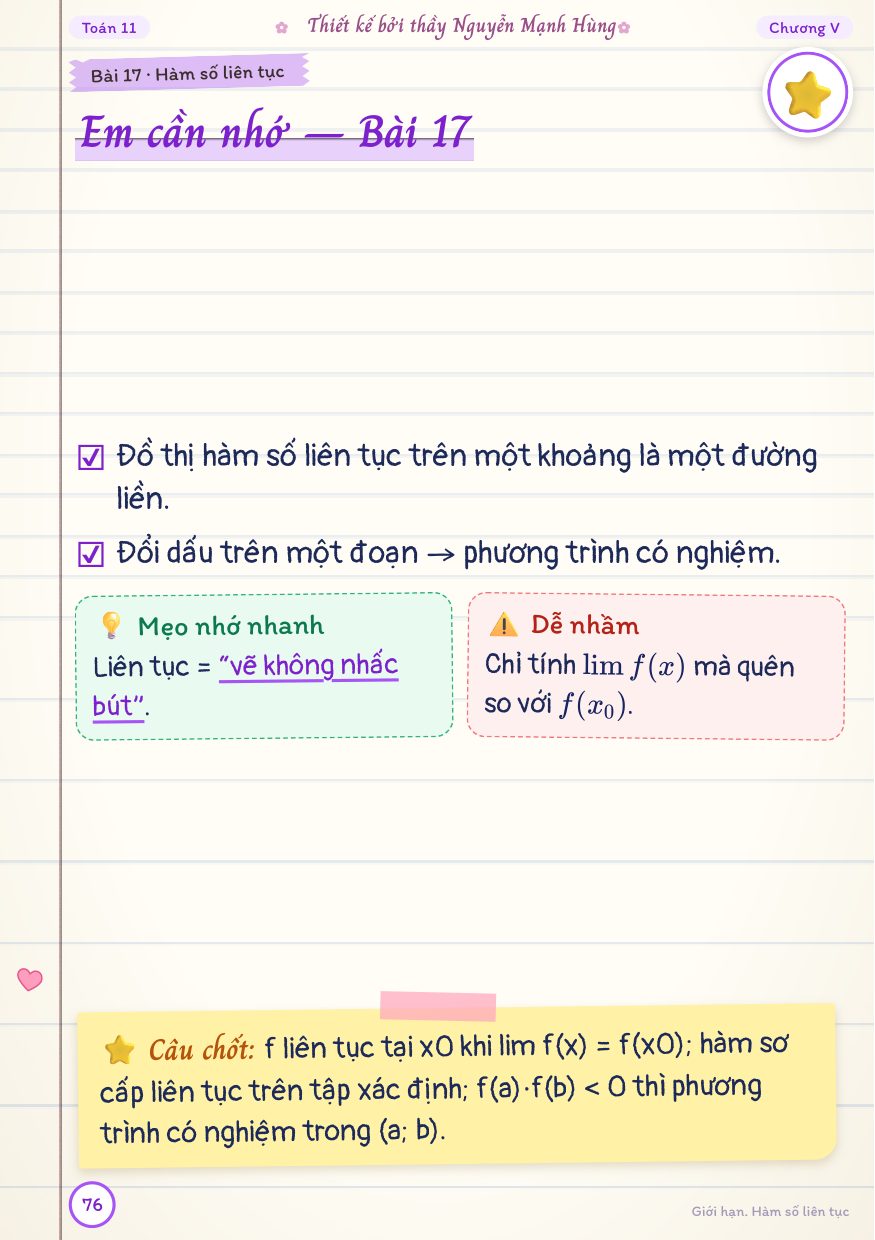 Toán 11
Thiết kế bởi thầy Nguyễn Mạnh Hùng
Chương V
Bài 17 · Hàm số liên tục
Em cần nhớ — Bài 17
☑ Đồ thị hàm số liên tục trên một khoảng là một đường
liền.
☑ Đổi dấu trên một đoạn → phương trình có nghiệm.
Mẹo nhớ nhanh
Liên tục = “vẽ không nhấc
bút”.
Dễ nhầm
Chỉ tính lim f(x) mà quên
so với f(x₀).
Câu chốt: f liên tục tại x0 khi lim f(x) = f(x0); hàm sơ
cấp liên tục trên tập xác định; f(a)·f(b) < 0 thì phương
trình có nghiệm trong (a; b).
76
Giới hạn. Hàm số liên tục